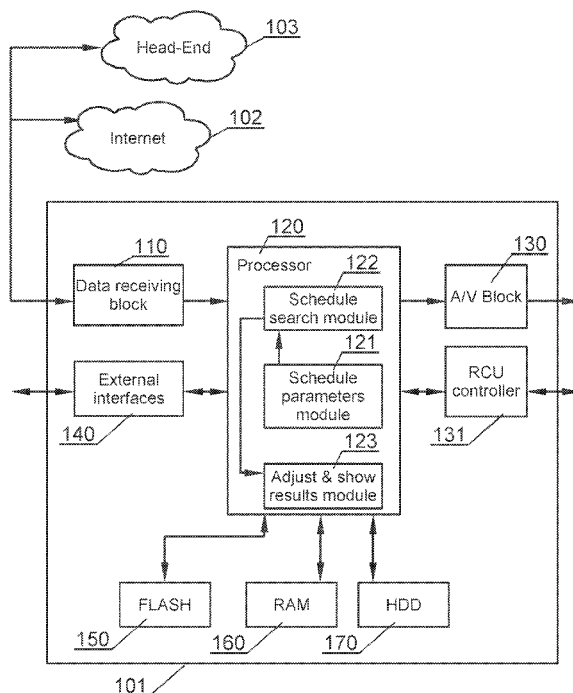 103
Head-End
Internet
102
120
Processor
110
Data receiving
block
122
Schedule
search module
130
A/V Block
External
interfaces
140
121
Schedule
parameters module
RCU
controller
131
123
Adjust & show
results module
FLASH
150
RAM
160
HDD
170
101